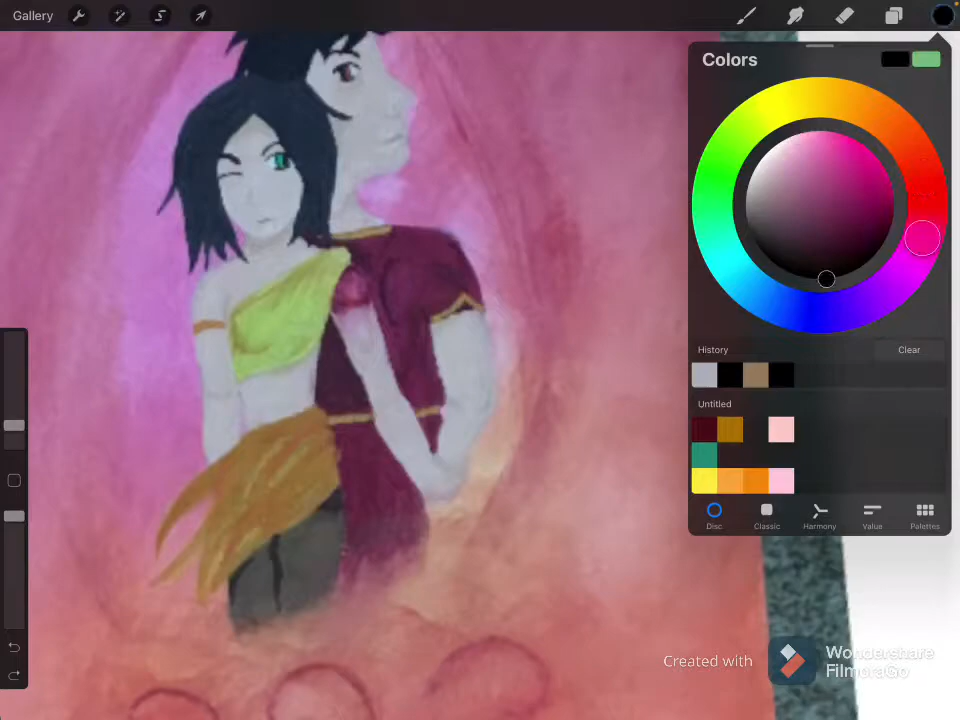 Gallery
Colors
History
Clear
Untitled
Disc
Classic
Harmony
Value
Palettes
Created with
Wondershare
FilmoraGo